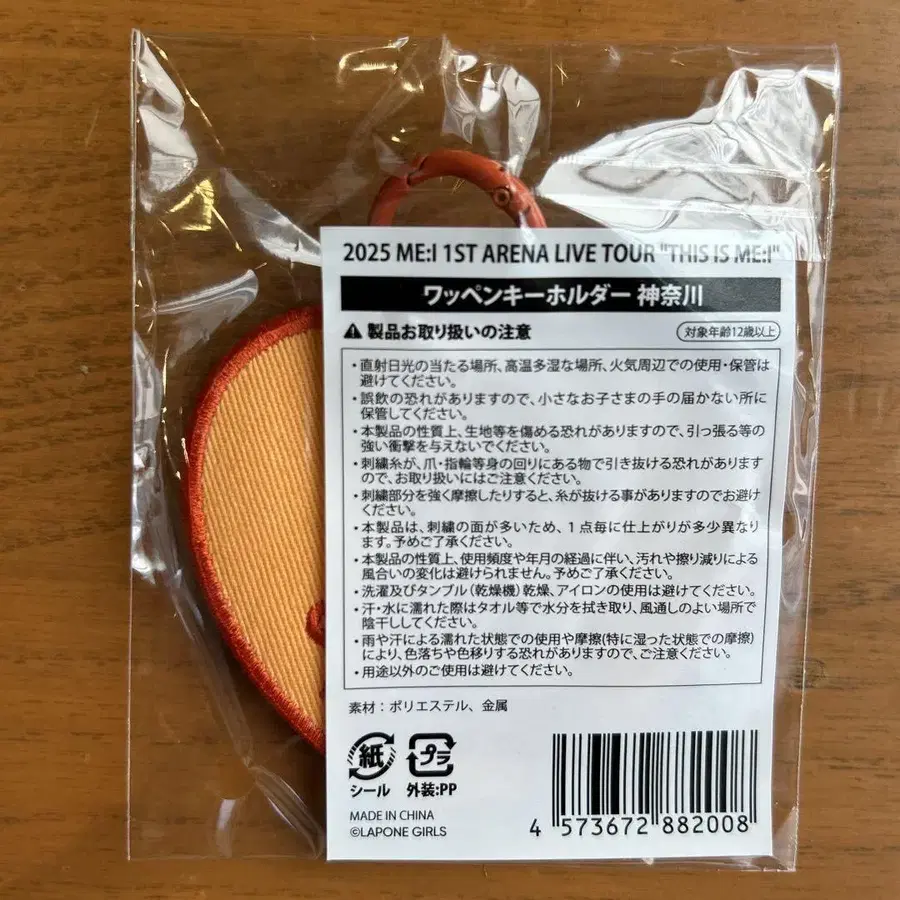 2025 ME:I 1ST ARENA LIVE TOUR "THIS IS ME:I"
ワッペンキーホルダー 神奈川
⚠ 製品お取り扱いの注意
対象年齢12歳以上
・直射日光の当たる場所、高温多湿な場所、火気周辺での使用・保管は
避けてください。
・誤飲の恐れがありますので、小さなお子さまの手の届かない所に
保管してください。
・本製品の性質上、生地等を傷める恐れがありますので、引っ張る等の
強い衝撃を与えないでください。
・刺繍糸が、爪・指輪等身の回りにある物で引き抜ける恐れがあります
ので、お取り扱いにはご注意ください。
・刺繍部分を強く摩擦したりすると、糸が抜ける事がありますのでお避け
ください。
・本製品は、刺繍の面が多いため、1点毎に仕上がりが多少異なり
ます。予めご了承ください。
・本製品の性質上、使用頻度や年月の経過に伴い、汚れや擦り減りによる
風合いの変化は避けられません。予めご了承ください。
・洗濯及びタンブル(乾燥機)乾燥、アイロンの使用は避けてください。
・汗・水に濡れた際はタオル等で水分を拭き取り、風通しのよい場所で
陰干ししてください。
・雨や汗による濡れた状態での使用や摩擦(特に湿った状態での摩擦)
により、色落ちや色移りする恐れがありますので、ご注意ください。
・用途以外のご使用は避けてください。
素材：ポリエステル、金属
紙 プラ
シール 外装:PP
MADE IN CHINA
©LAPONE GIRLS
4 573672 882008